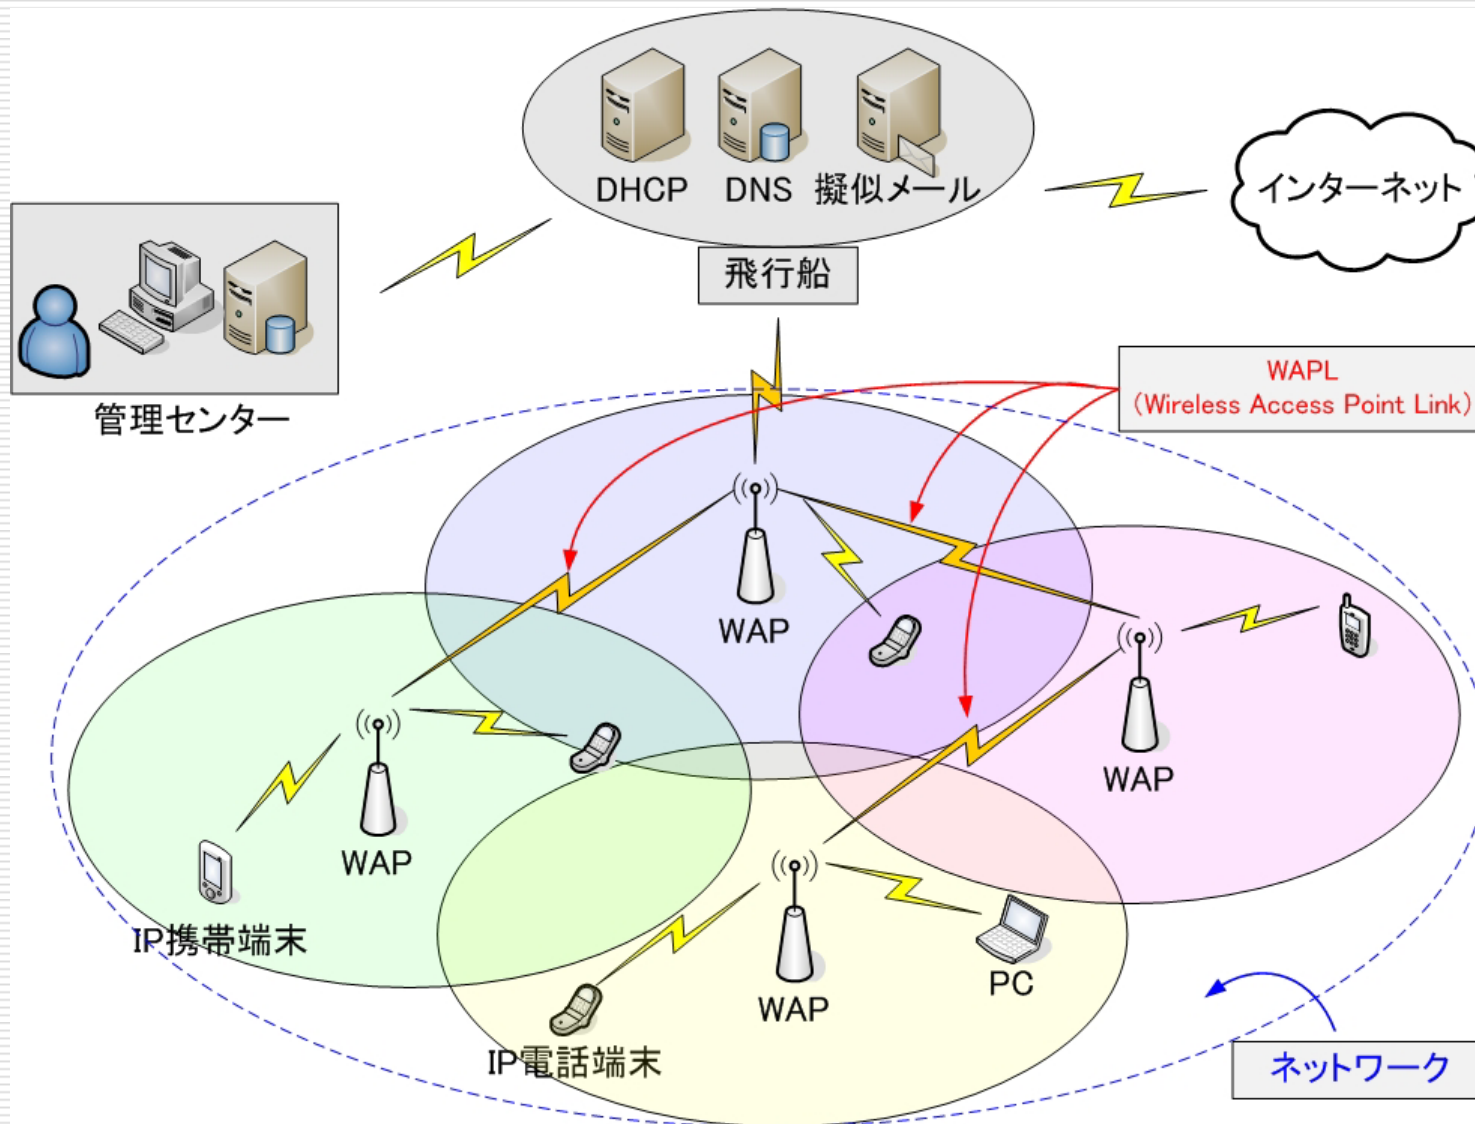 DHCP DNS 擬似メール
インターネット
飛行船
管理センター
WAPL
(Wireless Access Point Link)
WAP
WAP
WAP
IP携帯端末
WAP
PC
IP電話端末
ネットワーク